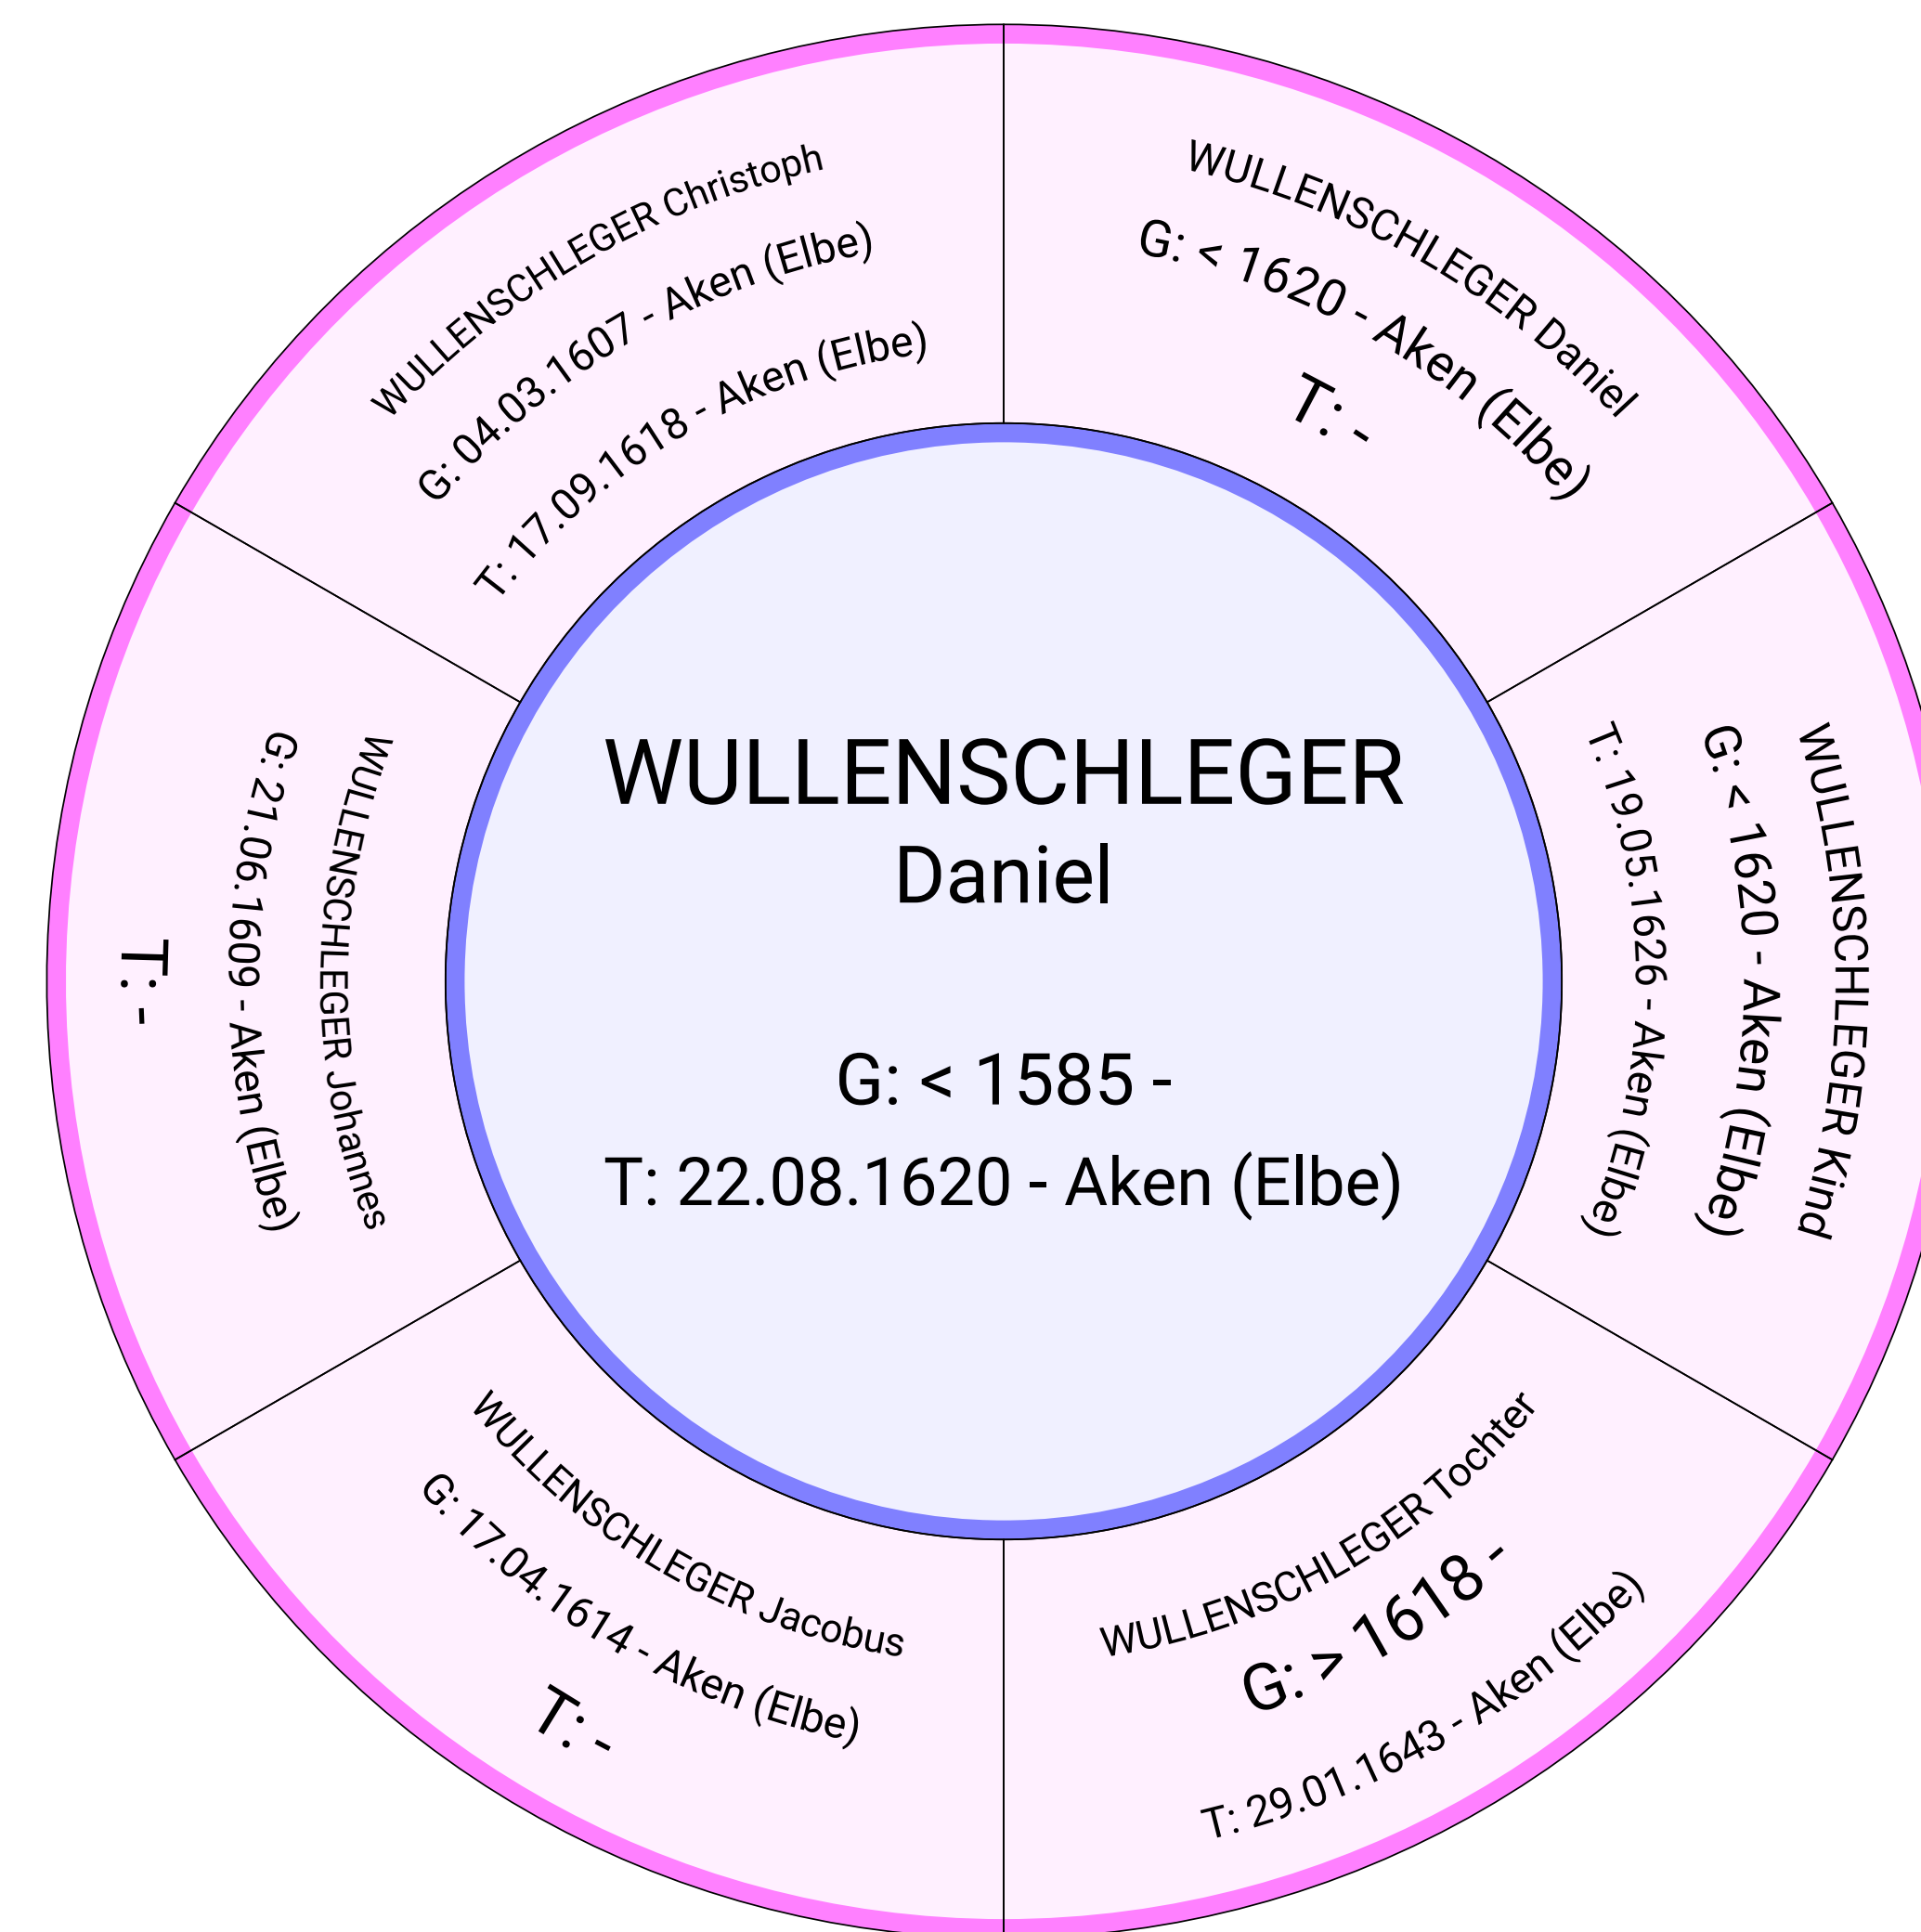 WULLENSCHLEGER
Daniel
G: < 1585 -
T: 22.08.1620 - Aken (Elbe)
WULLENSCHLEGER Daniel
G: < 1620 - Aken (Elbe)
T: -
WULLENSCHLEGER Kind
G: < 1620 - Aken (Elbe)
T: 19.05.1626 - Aken (Elbe)
WULLENSCHLEGER Tochter
G: > 1618 -
T: 29.01.1643 - Aken (Elbe)
WULLENSCHLEGER Jacobus
G: 17.04.1614 - Aken (Elbe)
T: -
WULLENSCHLEGER Johannes
G: 21.06.1609 - Aken (Elbe)
T: -
WULLENSCHLEGER Christoph
G: 04.03.1607 - Aken (Elbe)
T: 17.09.1618 - Aken (Elbe)